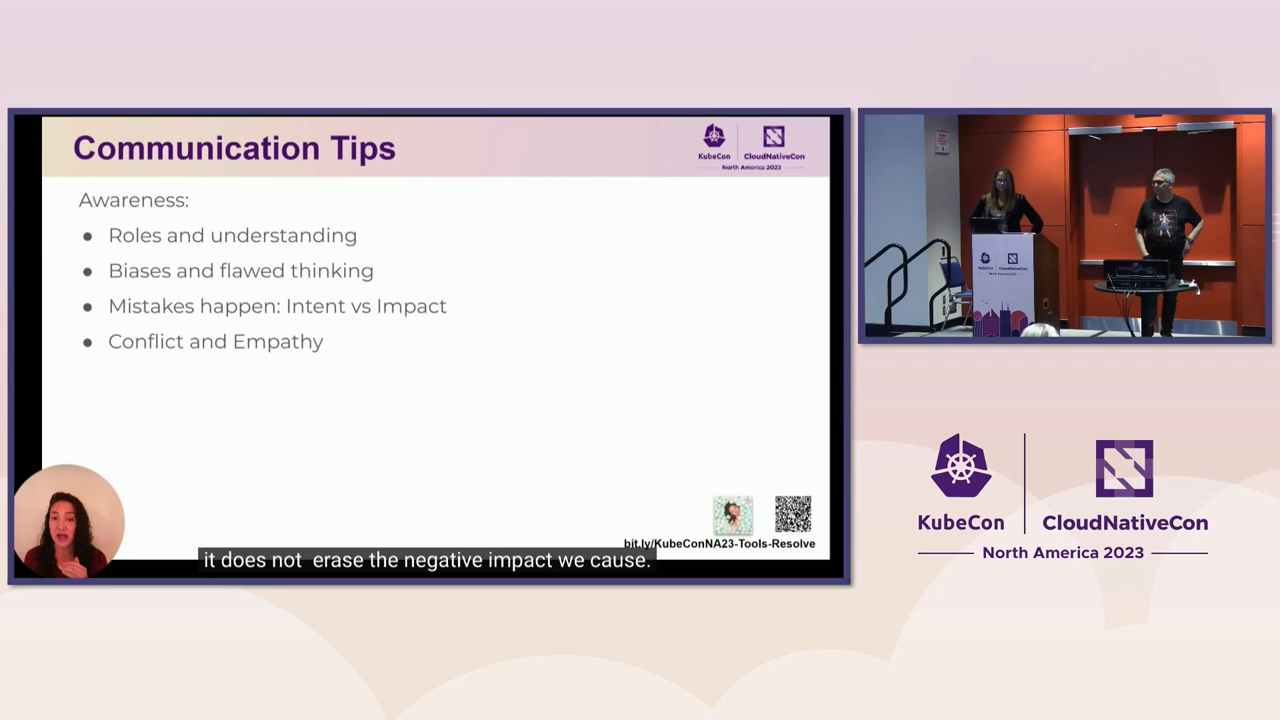 Communication Tips
KubeCon
CloudNativeCon
North America 2023
Awareness:
● Roles and understanding
● Biases and flawed thinking
● Mistakes happen: Intent vs Impact
● Conflict and Empathy
bit.ly/KubeConNA23-Tools-Resolve
it does not erase the negative impact we cause.
KubeCon
CloudNativeCon
KubeCon
CloudNativeCon
North America 2023